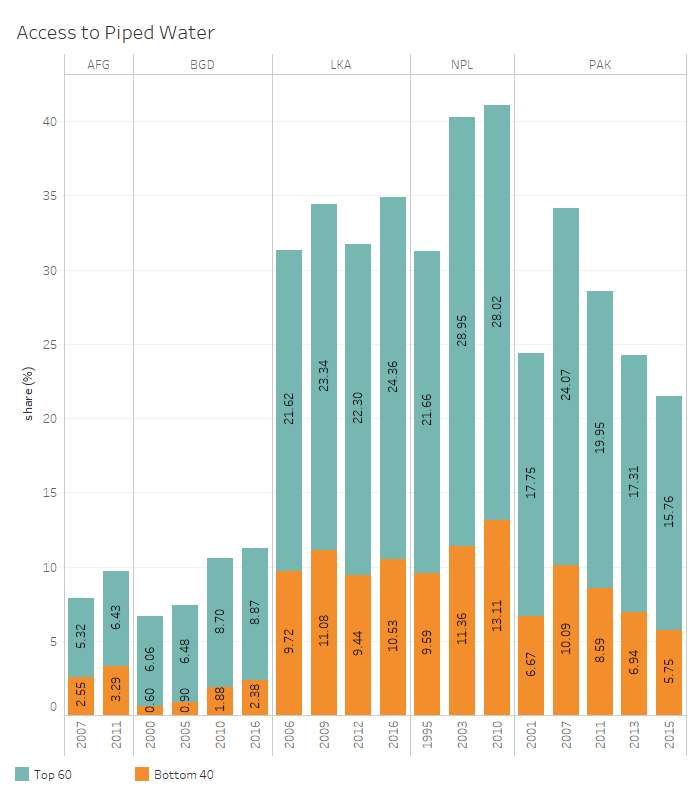 Access to Piped Water
AFG BGD LKA NPL PAK
share (%)
40
35
30
25
20
15
10
5
0
5.32 6.43 6.06 6.48 8.70 8.87 21.62 23.34 22.30 24.36 21.66 28.95 28.02 17.75 24.07 19.95 17.31 15.76
2.55 3.29 0.60 0.90 1.88 2.38 9.72 11.08 9.44 10.53 9.59 11.36 13.11 6.67 10.09 8.59 6.94 5.75
2007 2011 2000 2005 2010 2016 2006 2009 2012 2016 1995 2003 2010 2001 2007 2011 2013 2015
Top 60 Bottom 40